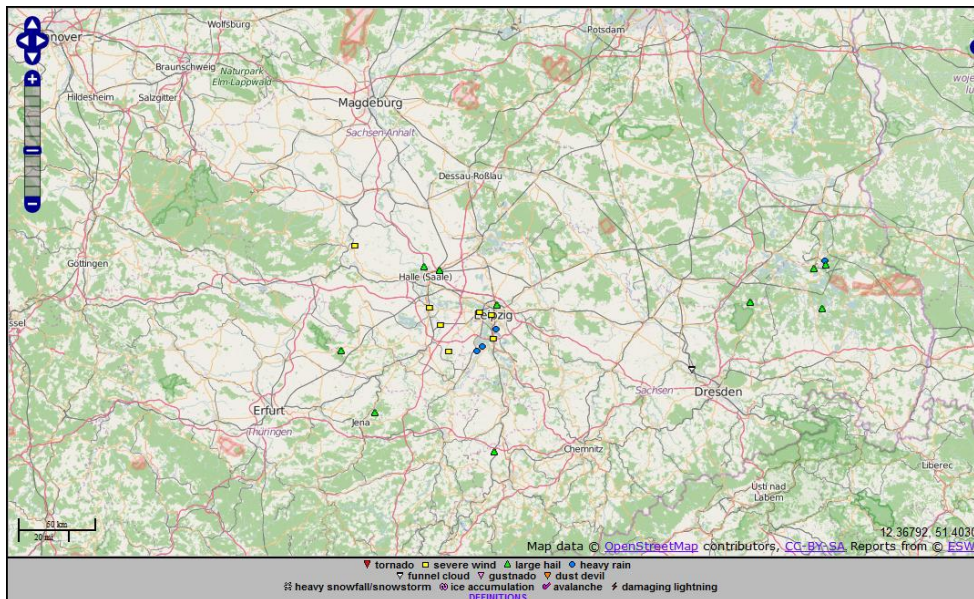 Wolfsburg
Potsdam
Braunschweig
Naturpark
Elm-Lappwald
Hildesheim
Salzgitter
Magdeburg
Sachsen-Anhalt
Dessau-Roßlau
Göttingen
Halle (Saale)
Leipzig
Erfurt
Thüringen
Jena
Sachsen
Dresden
Chemnitz
Ústí nad
Labem
Liberec
50 km
20 mi
12.36792, 51.4030
Map data © OpenStreetMap contributors, CC-BY-SA, Reports from © ESW
tornado severe wind large hail heavy rain
funnel cloud gustnado dust devil
heavy snowfall/snowstorm ice accumulation avalanche damaging lightning
DEFINITIONS